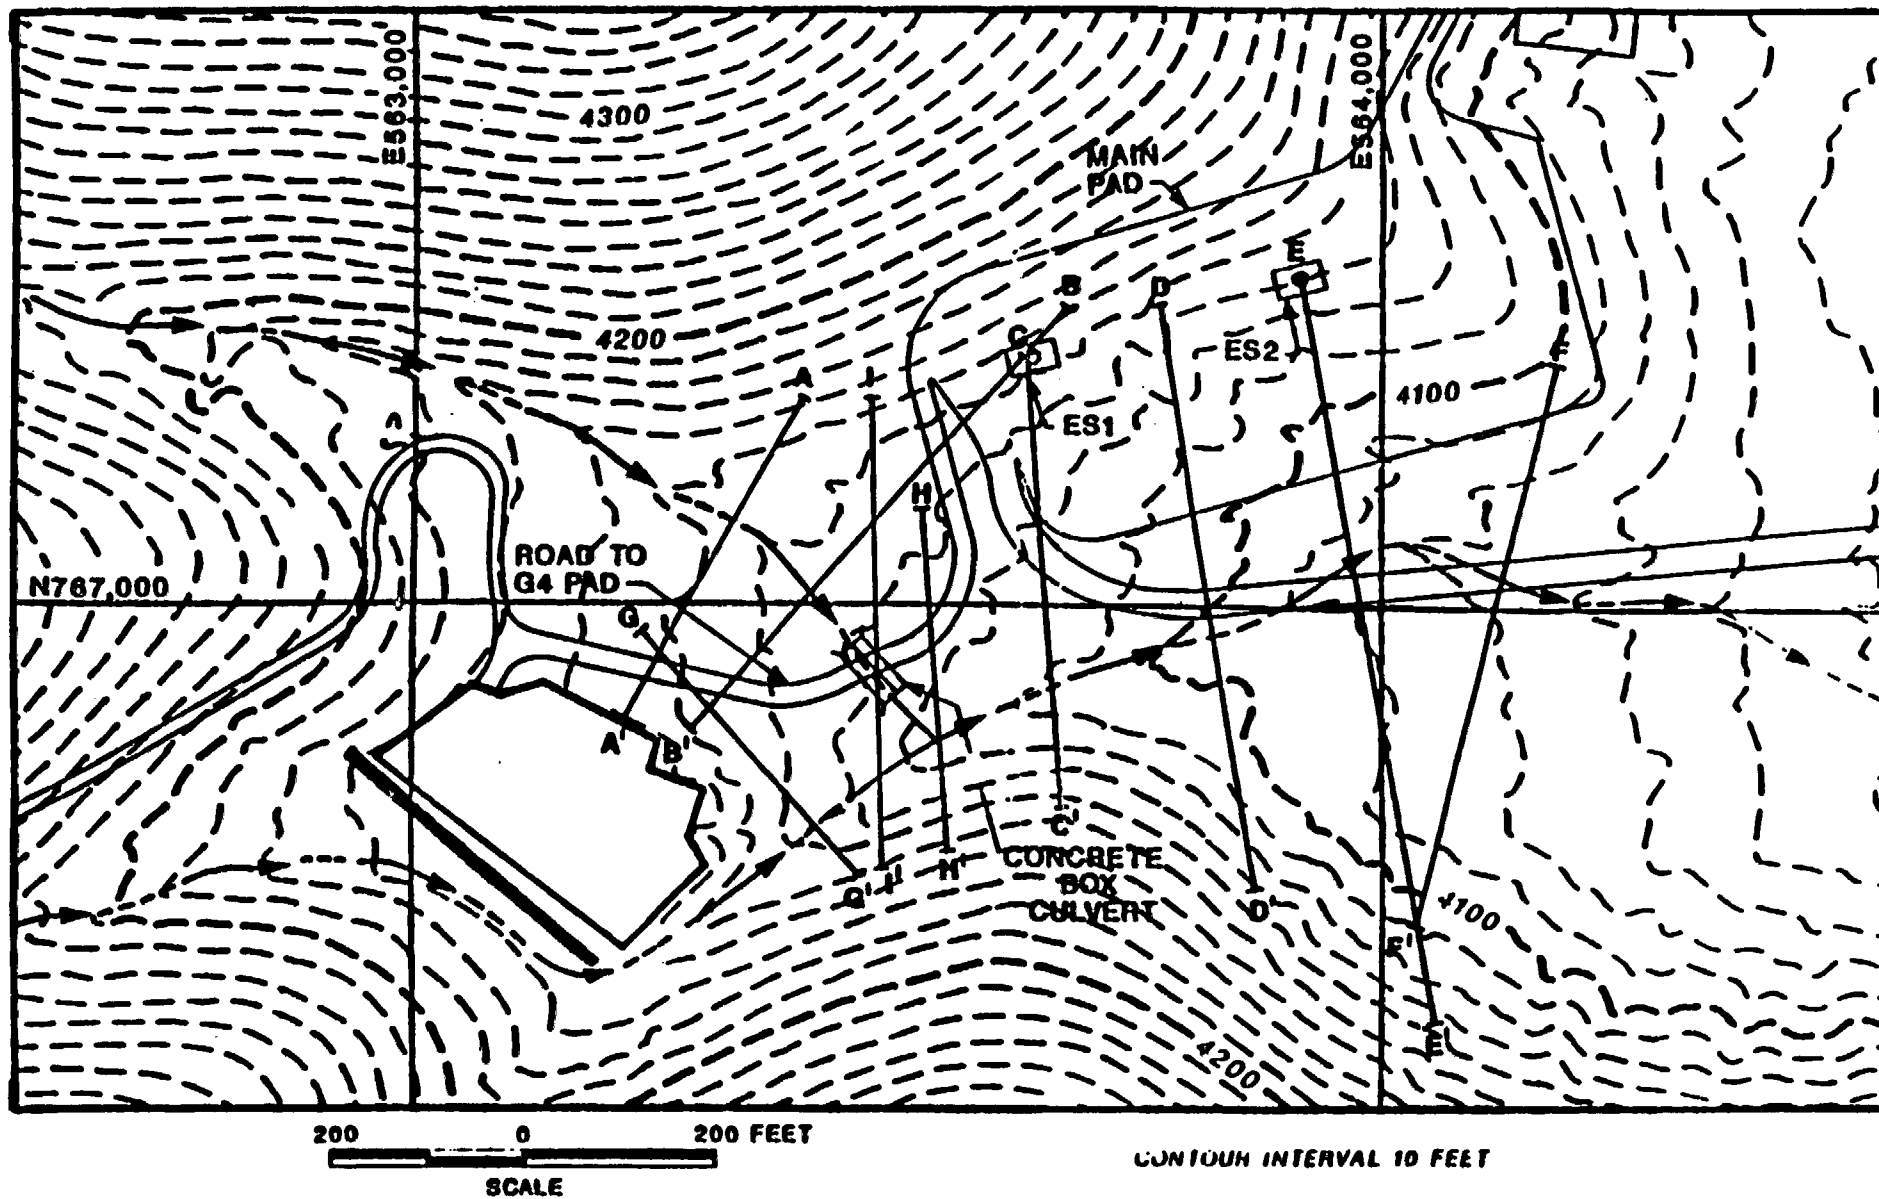 E563,000
E564,000
4300
MAIN
PAD
E
B
D
4200
C
ES2
A
I
4100
ES1
H
ROAD TO
G4 PAD
N767,000
G
A'
B'
C'
CONCRETE
BOX
CULVERT
G'
I'
H'
D'
4100
F'
E'
4200
200 0 200 FEET
SCALE
CONTOUR INTERVAL 10 FEET